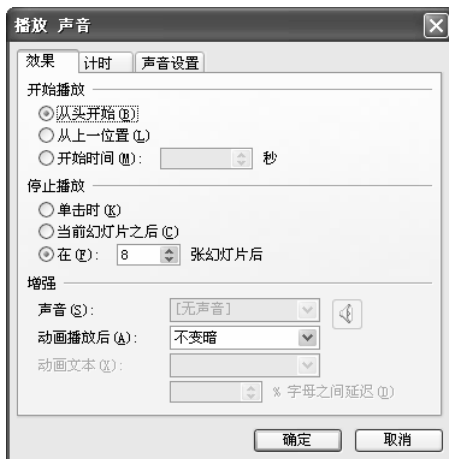 播放 声音
效果 计时 声音设置
开始播放
从头开始(B)
从上一位置(L)
开始时间(M): 秒
停止播放
单击时(K)
当前幻灯片之后(C)
在(F): 8 张幻灯片后
增强
声音(S): [无声音]
动画播放后(A): 不变暗
动画文本(X):
% 字母之间延迟(D)
确定 取消